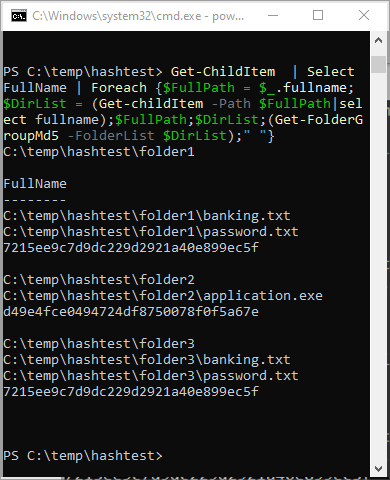 C:\Windows\system32\cmd.exe - pow...
PS C:\temp\hashtest> Get-ChildItem  | Select
FullName | Foreach {$FullPath = $_.fullname;
$DirList = (Get-childItem -Path $FullPath|sel
ect fullname);$FullPath;$DirList;(Get-FolderG
roupMd5 -FolderList $DirList);" "}
C:\temp\hashtest\folder1
FullName
--------
C:\temp\hashtest\folder1\banking.txt
C:\temp\hashtest\folder1\password.txt
7215ee9c7d9dc229d2921a40e899ec5f
C:\temp\hashtest\folder2
C:\temp\hashtest\folder2\application.exe
d49e4fce0494724df8750078f0f5a67e
C:\temp\hashtest\folder3
C:\temp\hashtest\folder3\banking.txt
C:\temp\hashtest\folder3\password.txt
7215ee9c7d9dc229d2921a40e899ec5f
PS C:\temp\hashtest>